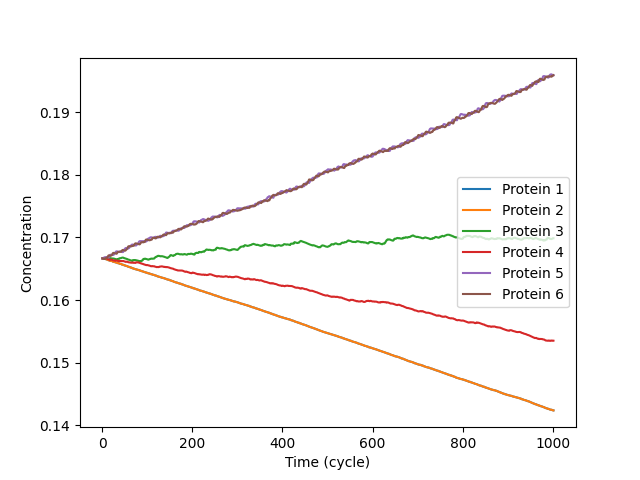 0.19
0.18
0.17
0.16
0.15
0.14
Concentration
0
200
400
600
800
1000
Time (cycle)
Protein 1
Protein 2
Protein 3
Protein 4
Protein 5
Protein 6